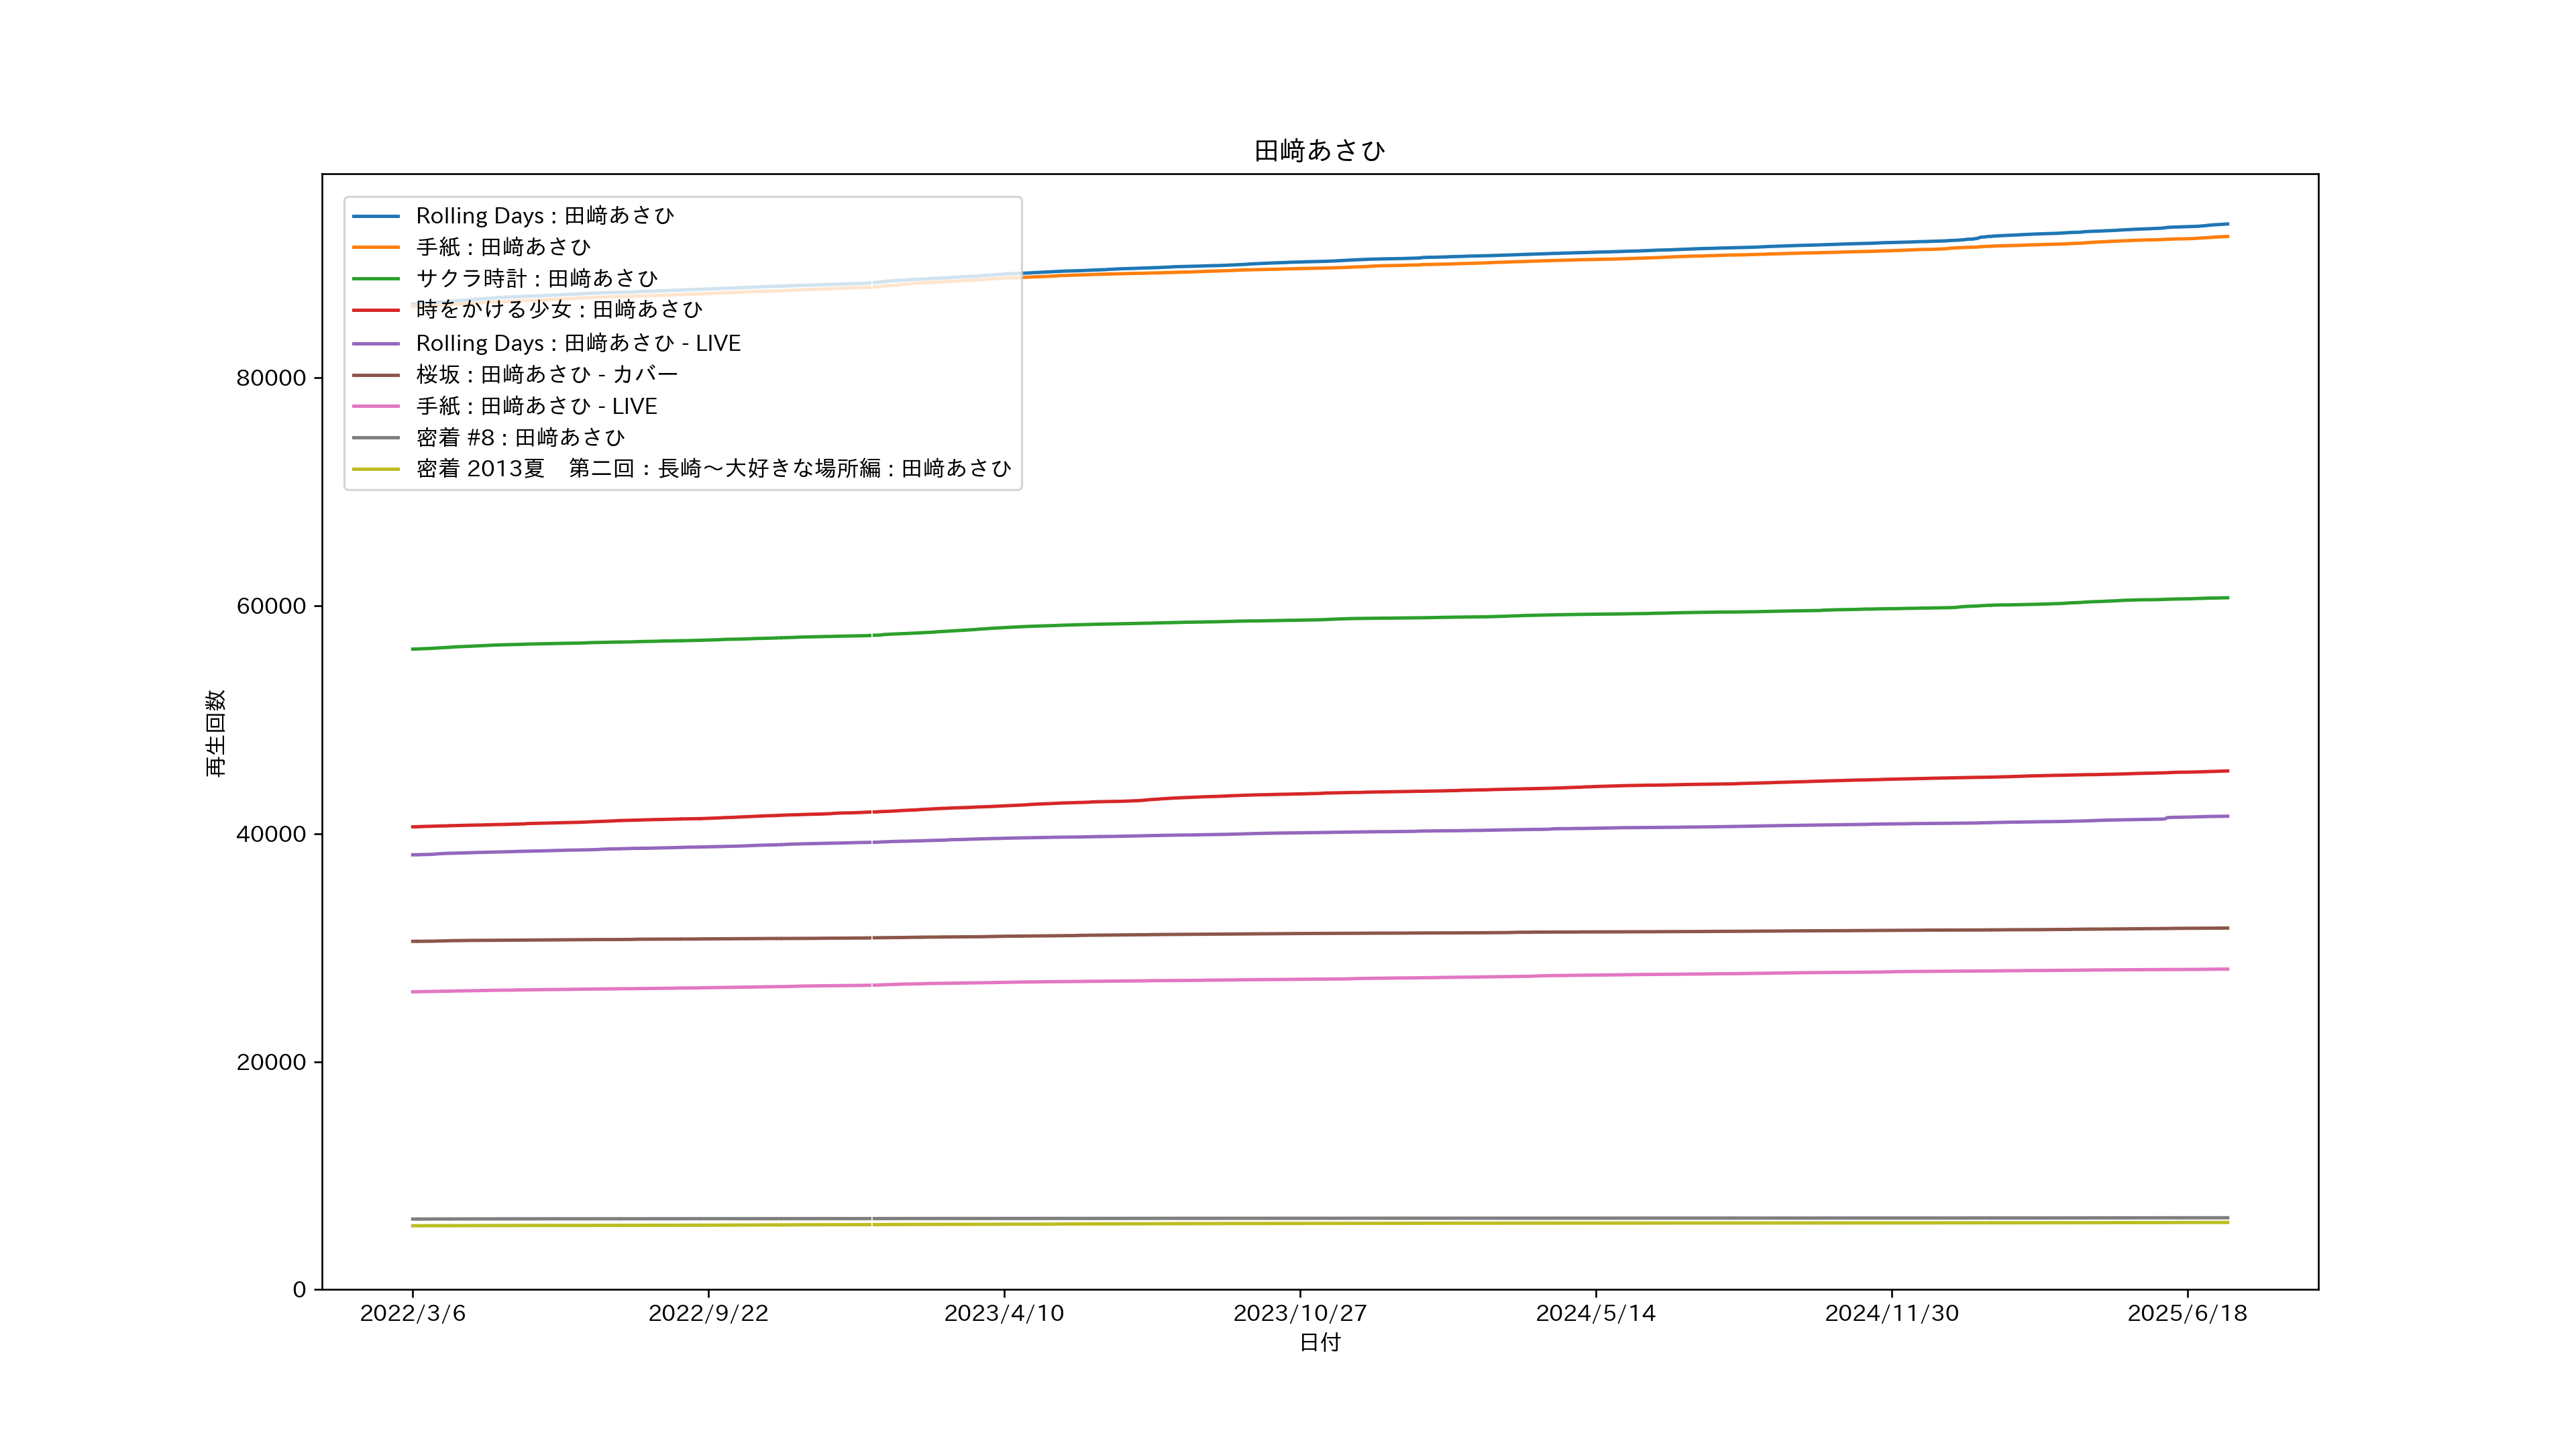 田﨑あさひ
Rolling Days : 田﨑あさひ
手紙 : 田﨑あさひ
サクラ時計 : 田﨑あさひ
時をかける少女 : 田﨑あさひ
Rolling Days : 田﨑あさひ - LIVE
桜坂 : 田﨑あさひ - カバー
手紙 : 田﨑あさひ - LIVE
密着 #8 : 田﨑あさひ
密着 2013夏　第二回：長崎〜大好きな場所編 : 田﨑あさひ
80000
60000
40000
20000
0
再生回数
2022/3/6 2022/9/22 2023/4/10 2023/10/27 2024/5/14 2024/11/30 2025/6/18
日付